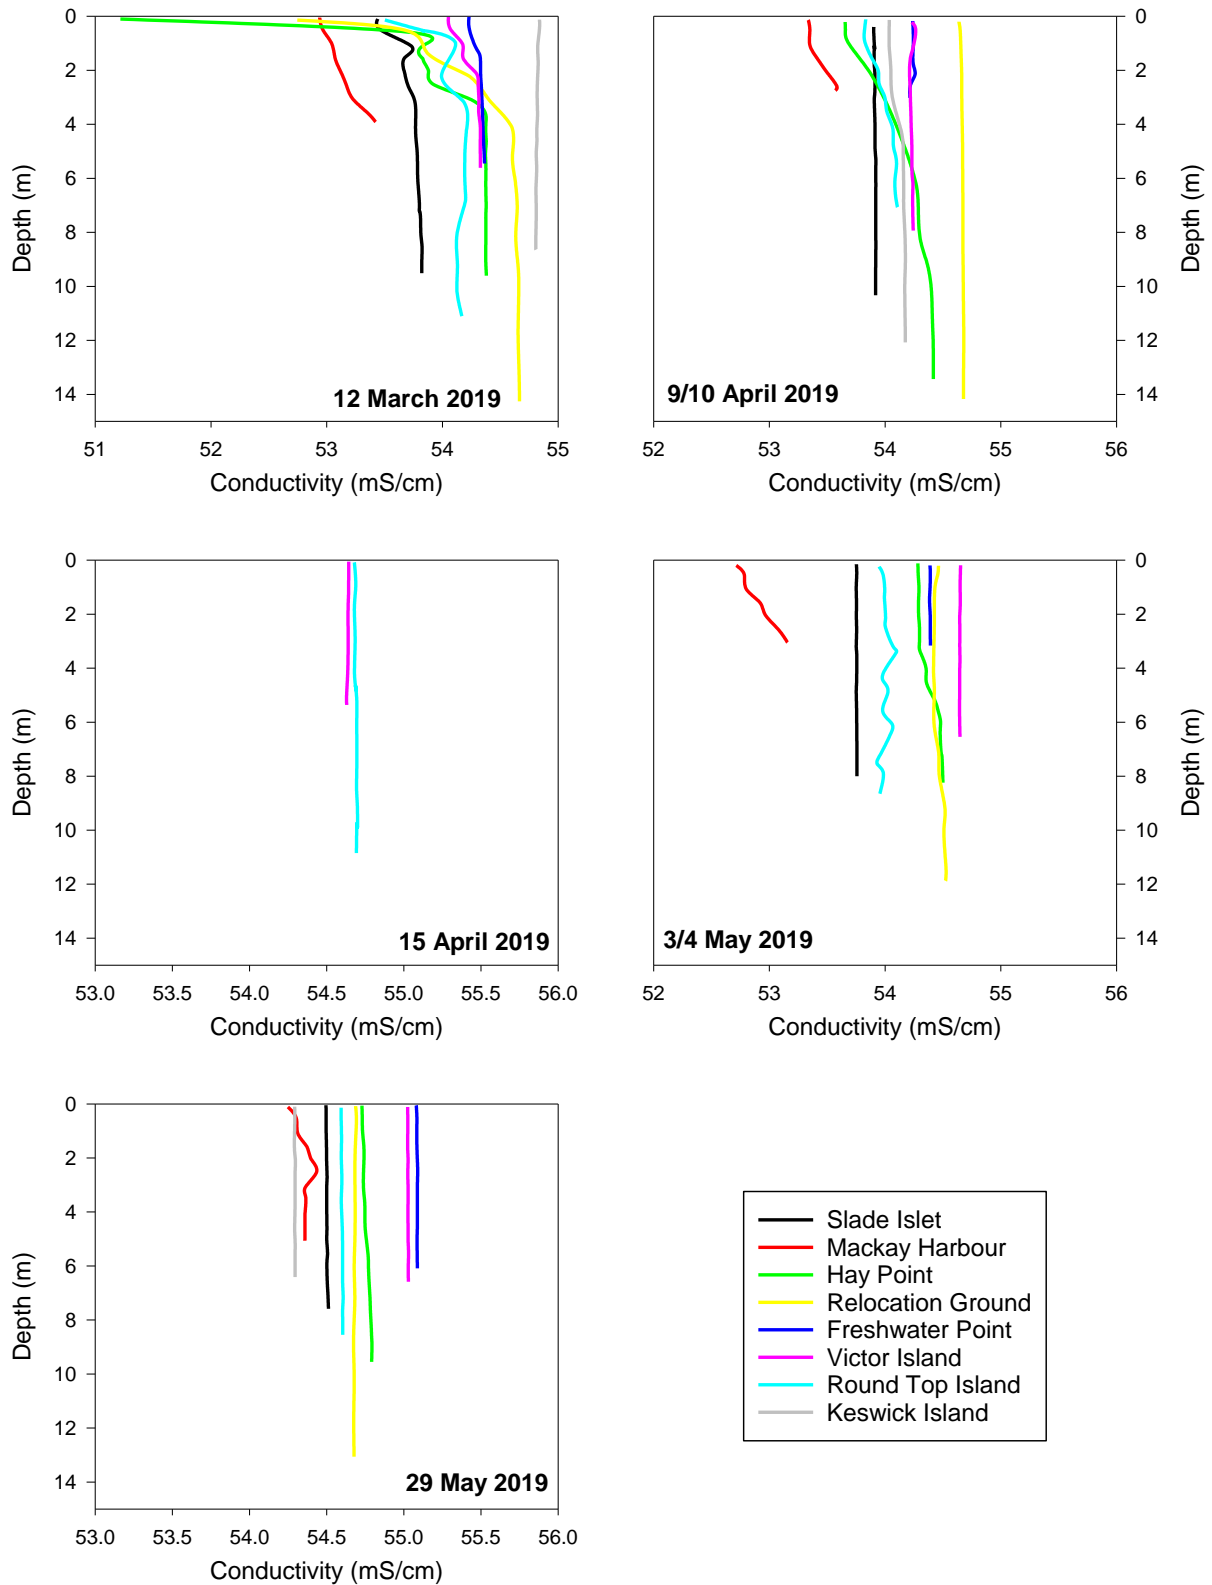 0
2
4
6
8
10
12
14
Depth (m)
12 March 2019
51 52 53 54 55
Conductivity (mS/cm)
0
2
4
6
8
10
12
14
Depth (m)
9/10 April 2019
52 53 54 55 56
Conductivity (mS/cm)
0
2
4
6
8
10
12
14
Depth (m)
15 April 2019
53.0 53.5 54.0 54.5 55.0 55.5 56.0
Conductivity (mS/cm)
0
2
4
6
8
10
12
14
Depth (m)
3/4 May 2019
52 53 54 55 56
Conductivity (mS/cm)
0
2
4
6
8
10
12
14
Depth (m)
29 May 2019
53.0 53.5 54.0 54.5 55.0 55.5 56.0
Conductivity (mS/cm)
Slade Islet
Mackay Harbour
Hay Point
Relocation Ground
Freshwater Point
Victor Island
Round Top Island
Keswick Island